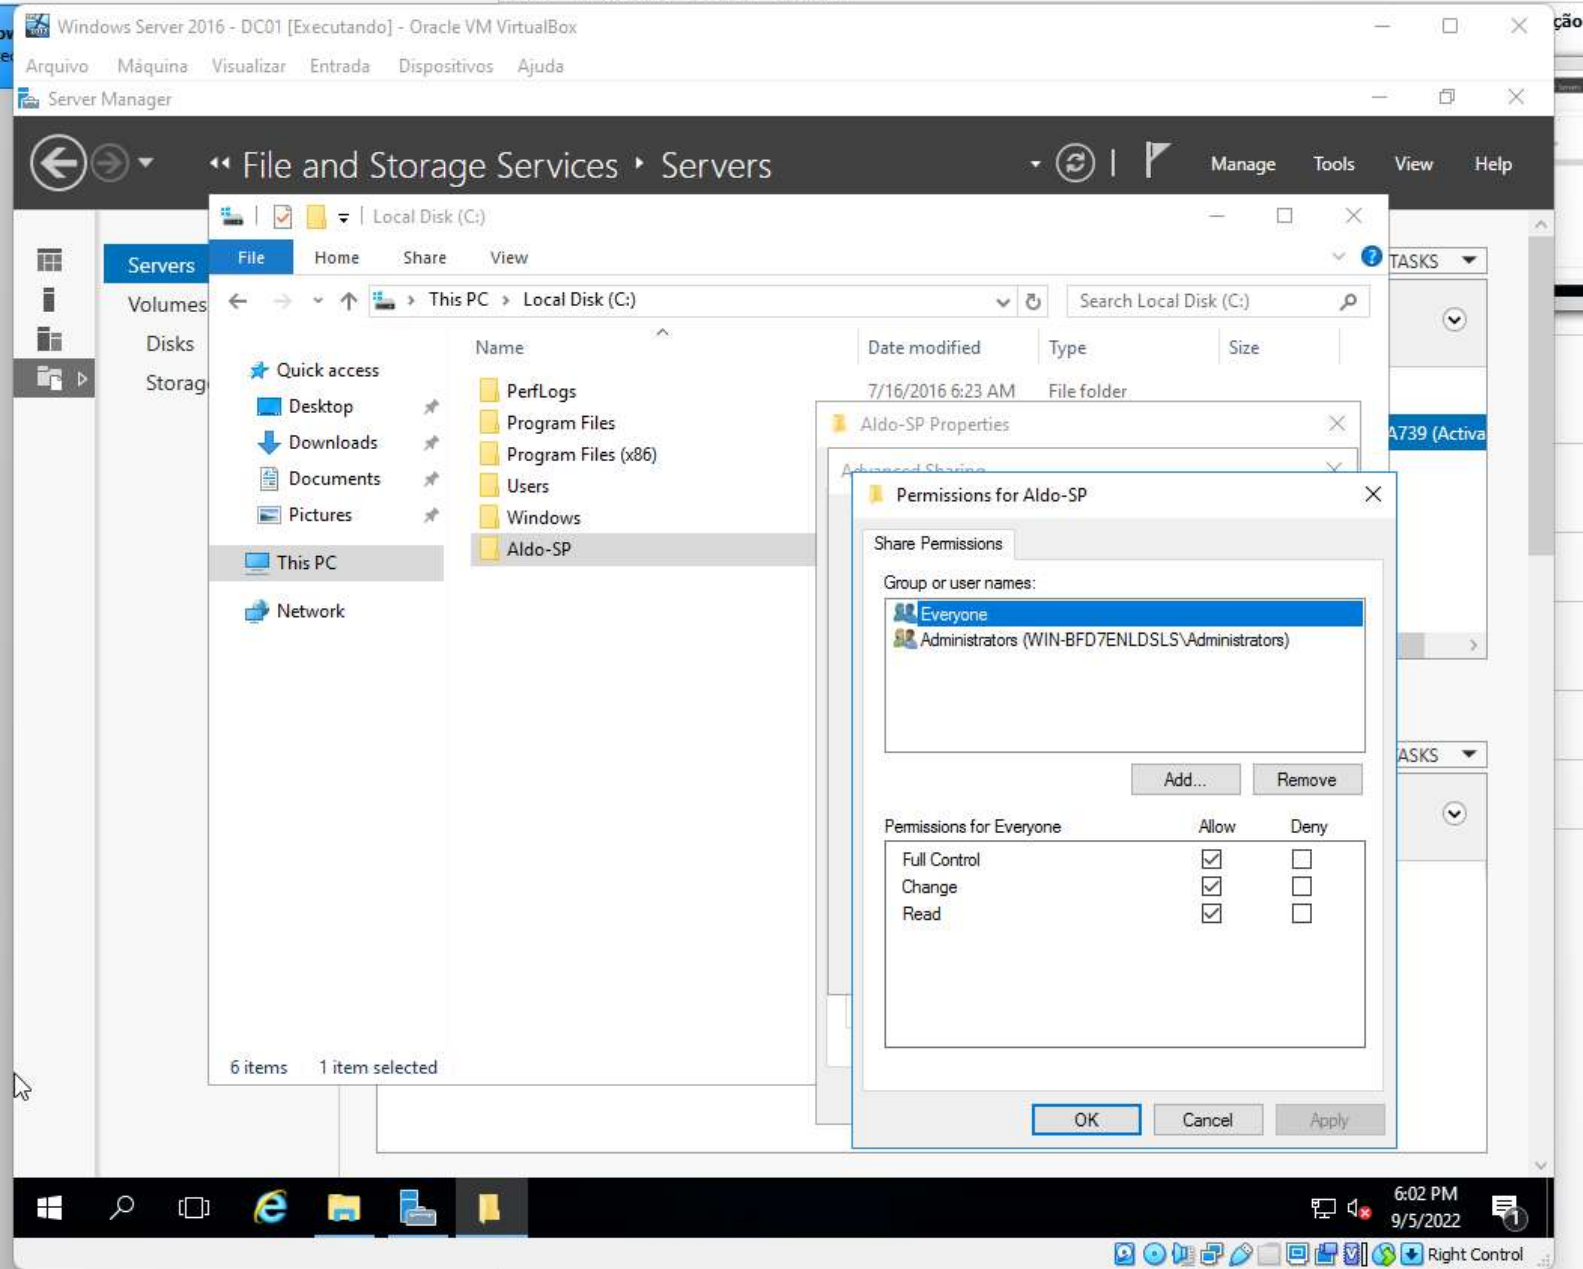 Windows Server 2016 - DC01 [Executando] - Oracle VM VirtualBox
ção
Arquivo Máquina Visualizar Entrada Dispositivos Ajuda
Server Manager
File and Storage Services Servers
Manage Tools View Help
Local Disk (C:)
File Home Share View
TASKS
Servers
Volumes
Disks
Storag
This PC > Local Disk (C:)
Search Local Disk (C:)
Name Date modified Type Size
Quick access
Desktop
Downloads
Documents
Pictures
This PC
Network
PerfLogs 7/16/2016 6:23 AM File folder
Program Files
Program Files (x86)
Users
Windows
Aldo-SP
Aldo-SP Properties
A739 (Activa
Advanced Sharing
Permissions for Aldo-SP
Share Permissions
Group or user names:
Everyone
Administrators (WIN-BFD7ENLDSLS\Administrators)
Add... Remove
ASKS
Permissions for Everyone Allow Deny
Full Control
Change
Read
6 items 1 item selected
OK Cancel Apply
6:02 PM
9/5/2022
1
Right Control